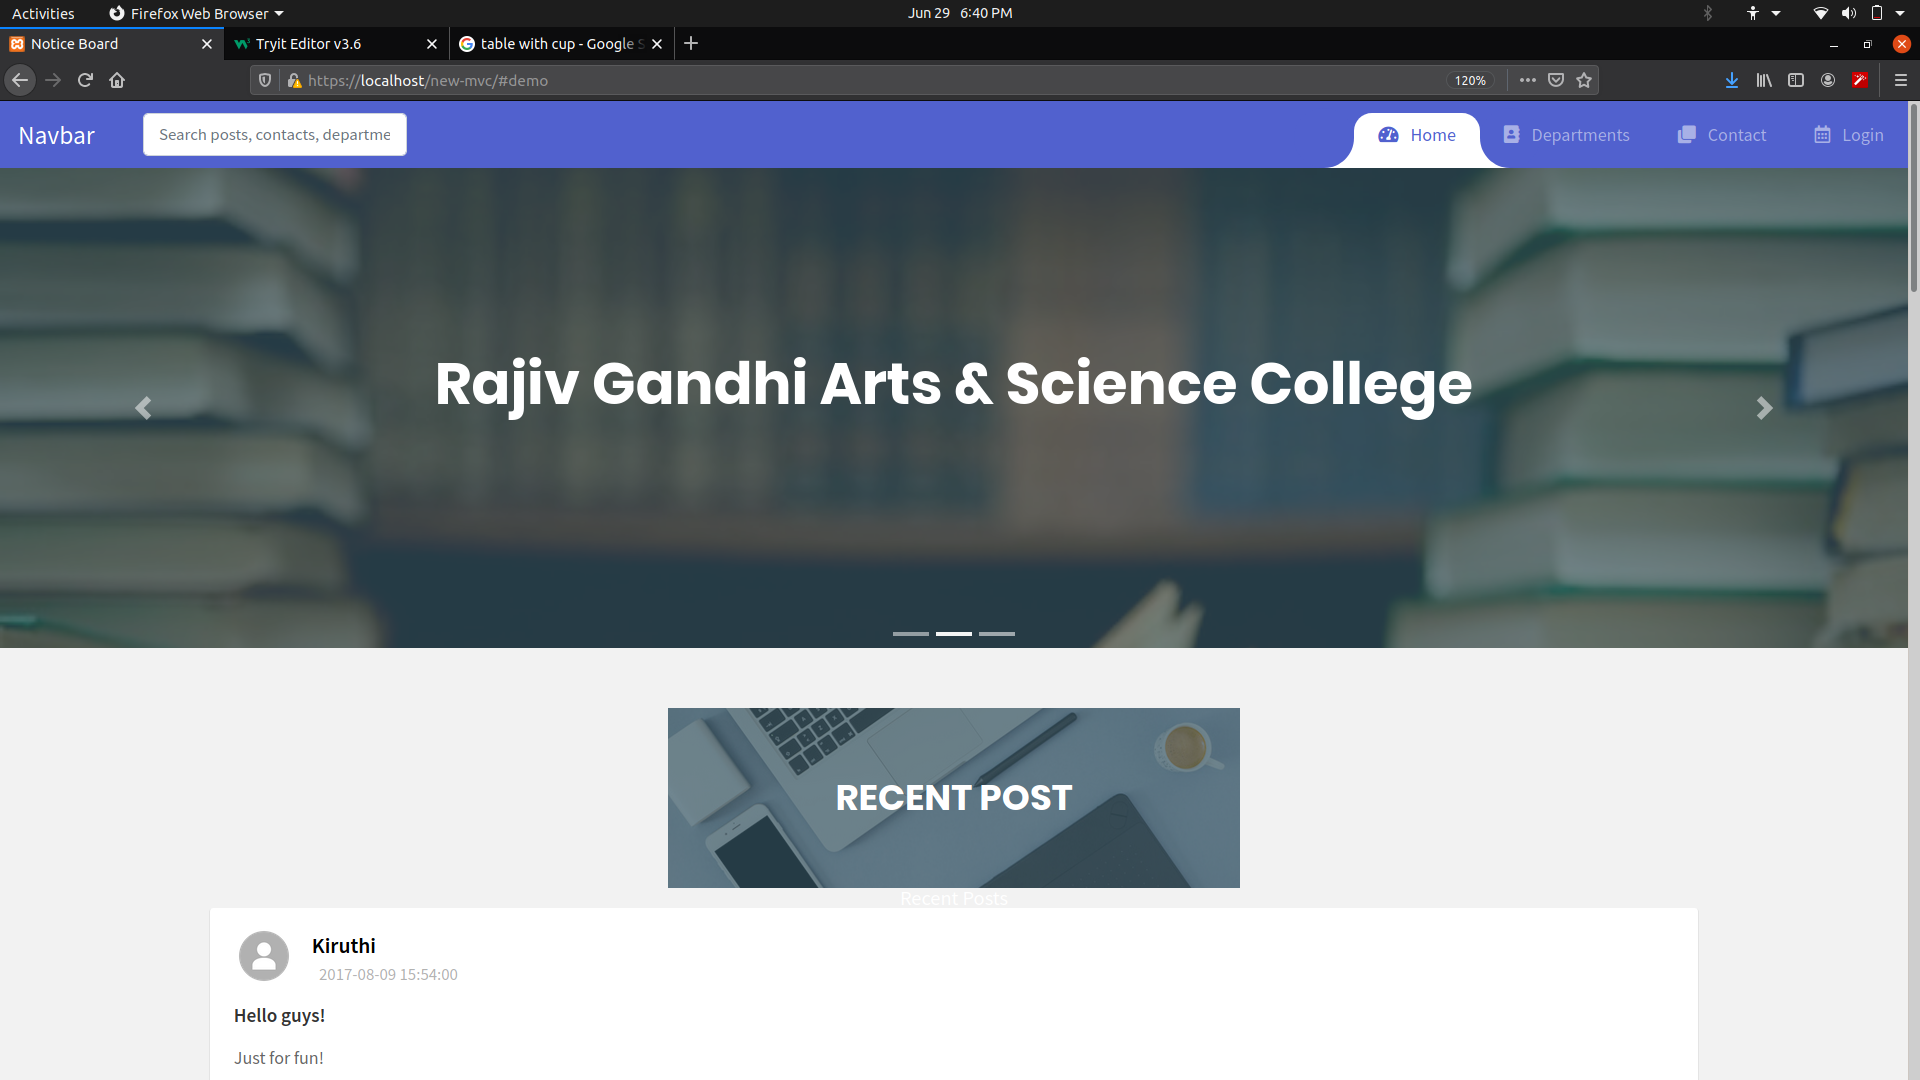 Activities Firefox Web Browser Jun 29 6:40 PM
Notice Board Tryit Editor v3.6 table with cup - Google S
https://localhost/new-mvc/#demo 120%
Navbar Search posts, contacts, departme Home Departments Contact Login
Rajiv Gandhi Arts & Science College
RECENT POST
Recent Posts
Kiruthi
2017-08-09 15:54:00
Hello guys!
Just for fun!